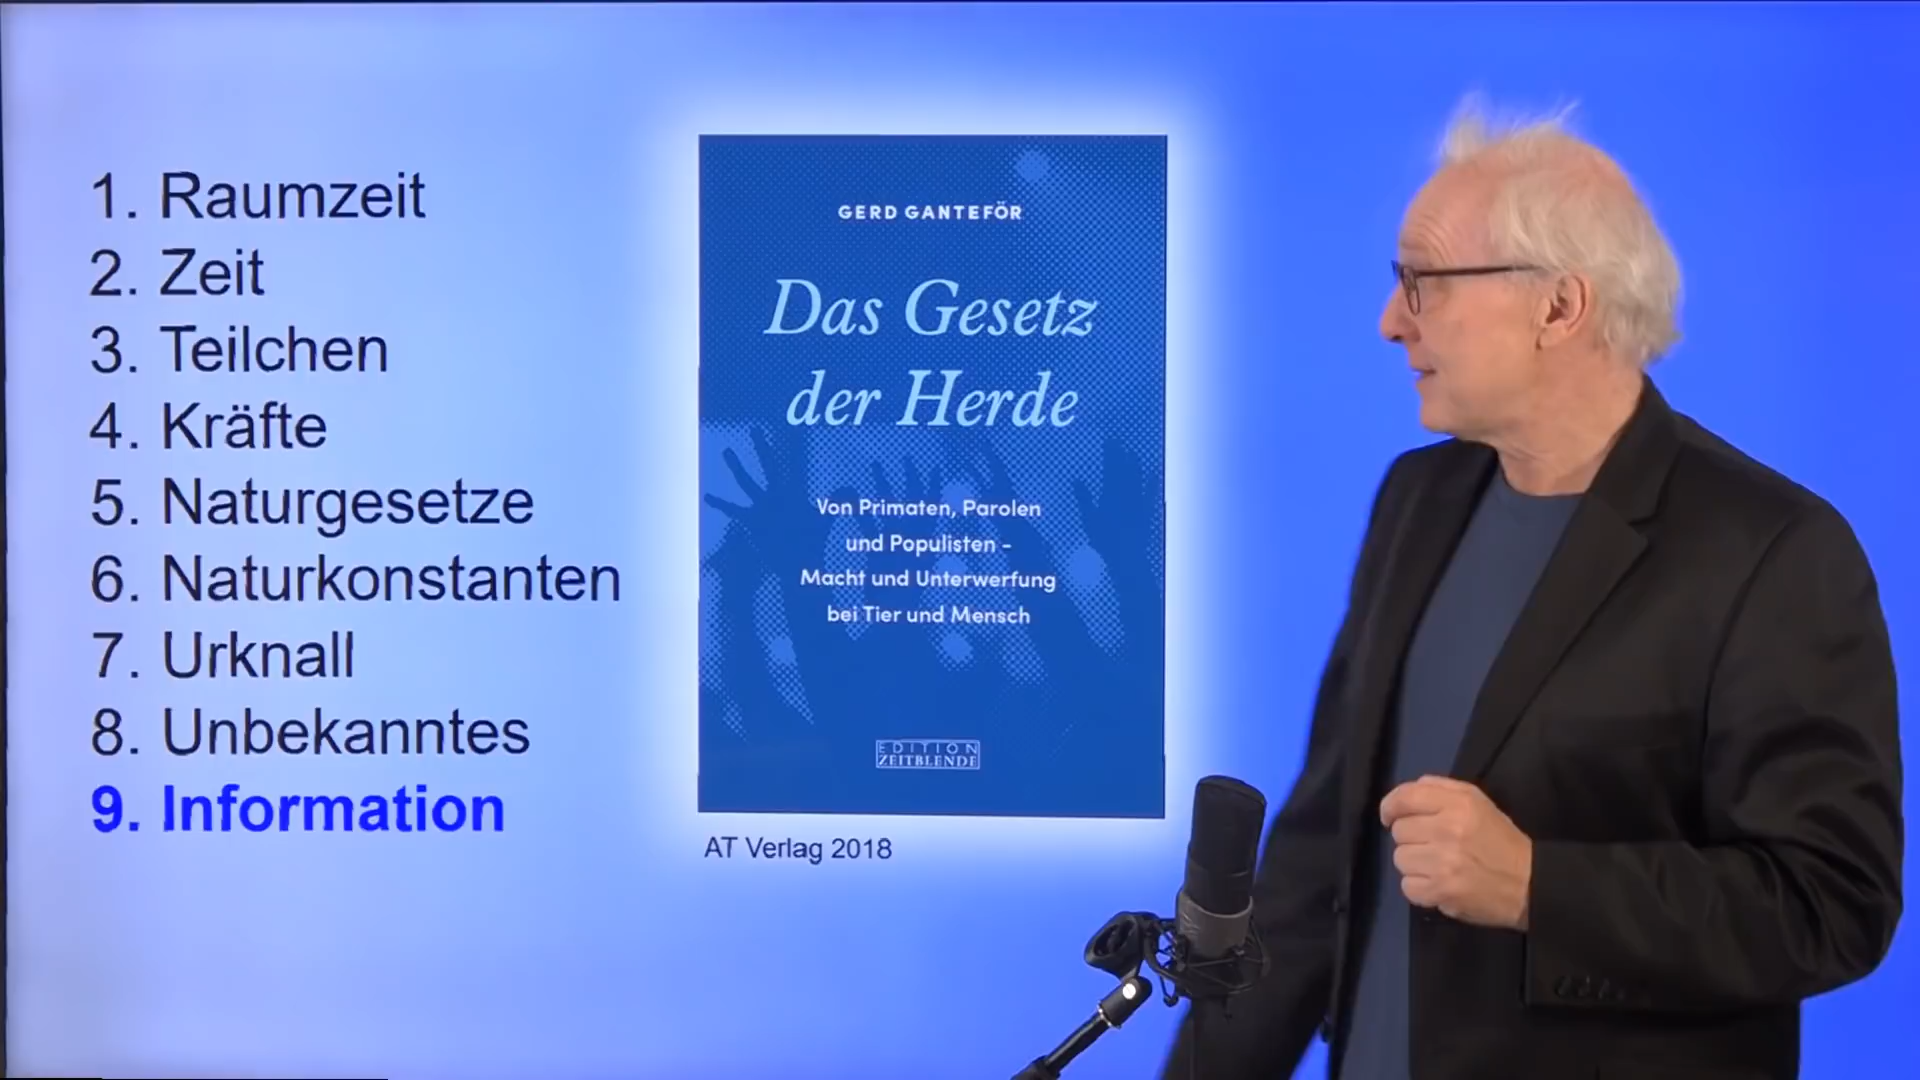 1. Raumzeit
2. Zeit
3. Teilchen
4. Kräfte
5. Naturgesetze
6. Naturkonstanten
7. Urknall
8. Unbekanntes
9. Information
GERD GANTEFÖR
Das Gesetz
der Herde
Von Primaten, Parolen
und Populisten -
Macht und Unterwerfung
bei Tier und Mensch
EDITION
ZEITBLENDE
AT Verlag 2018